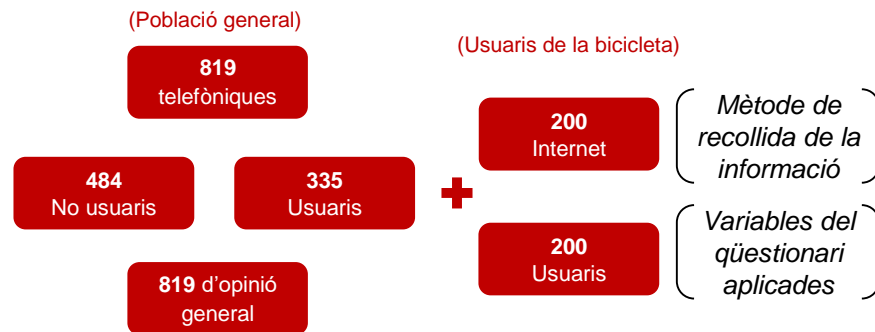 (Població general)
819
telefòniques
484
No usuaris
335
Usuaris
819 d'opinió
general
(Usuaris de la bicicleta)
200
Internet
200
Usuaris
Mètode de
recollida de la
informació
Variables del
qüestionari
aplicades